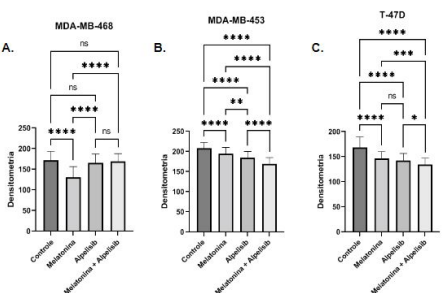 A.
MDA-MB-468
ns
****
ns
****
****
ns
Densitometria
250
200
150
100
50
0
Controle
Melatonina
Alpelisib
Melatonina + Alpelisib
B.
MDA-MB-453
****
****
****
**
****
****
Densitometria
250
200
150
100
50
0
Controle
Melatonina
Alpelisib
Melatonina + Alpelisib
C.
T-47D
****
***
****
ns
****
*
Densitometria
200
150
100
50
0
Controle
Melatonina
Alpelisib
Melatonina + Alpelisib